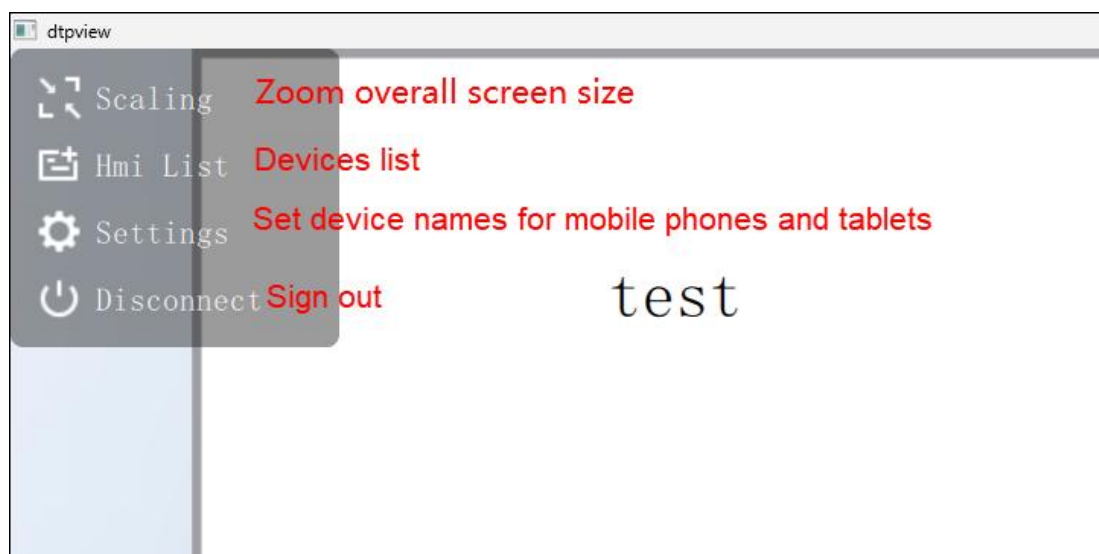 dtpview
Scaling Zoom overall screen size
Hmi List Devices list
Settings Set device names for mobile phones and tablets
Disconnect Sign out
test